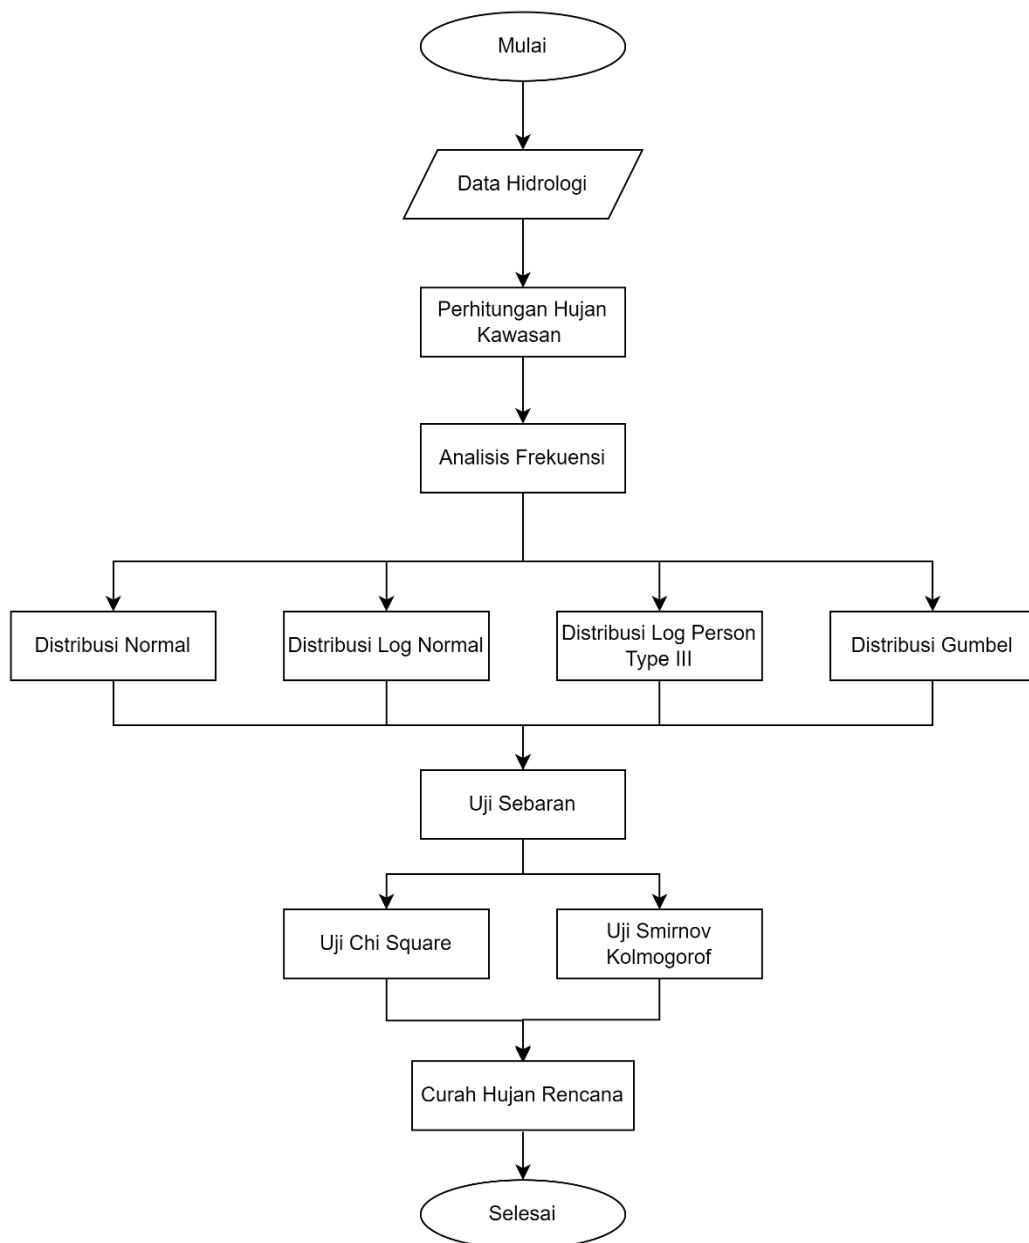 Mulai
Data Hidrologi
Perhitungan Hujan
Kawasan
Analisis Frekuensi
Distribusi Normal
Distribusi Log Normal
Distribusi Log Person
Type III
Distribusi Gumbel
Uji Sebaran
Uji Chi Square
Uji Smirnov
Kolmogorof
Curah Hujan Rencana
Selesai